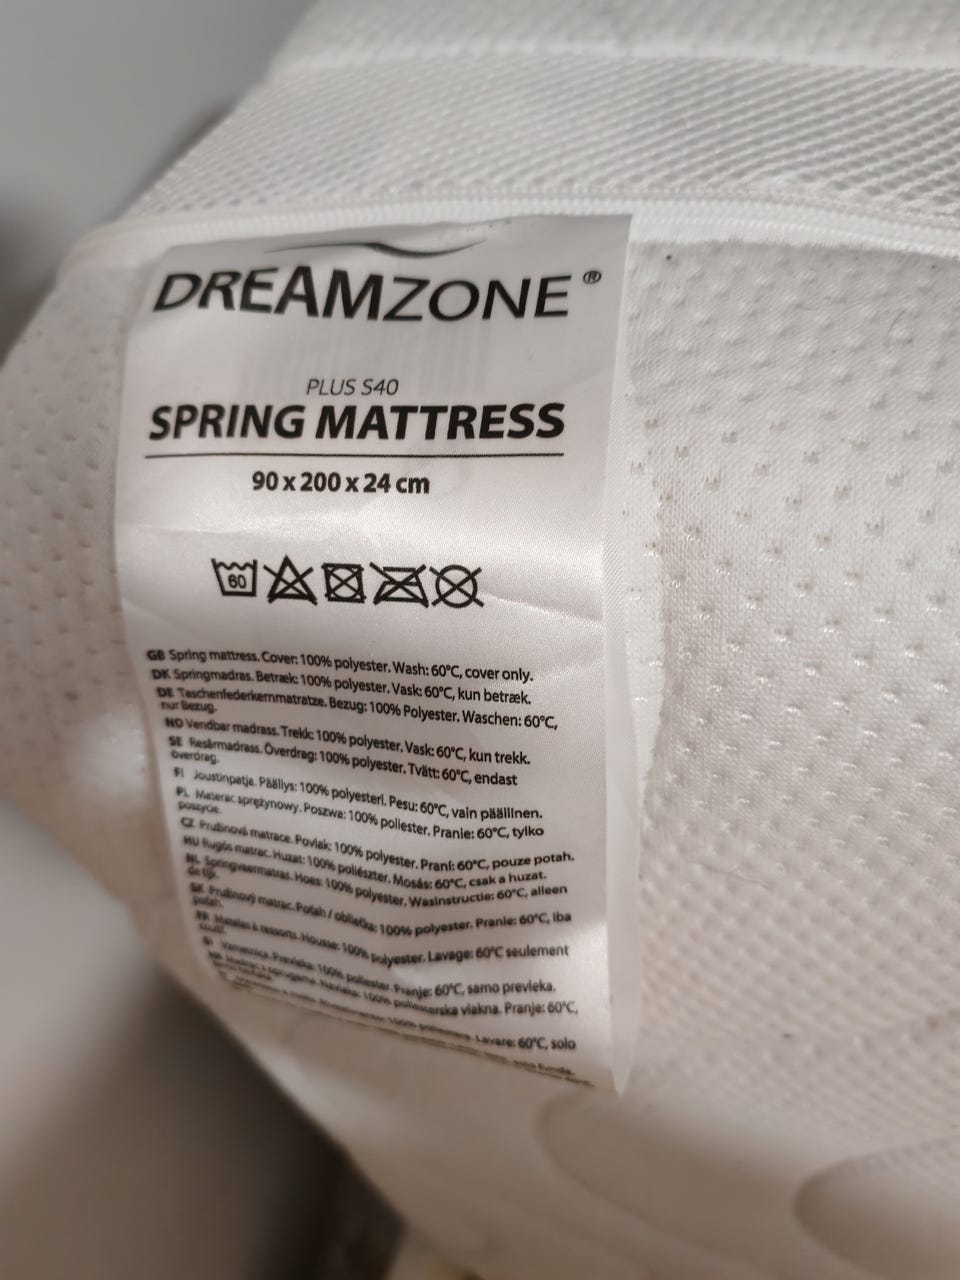 DREAMZONE®
PLUS S40
SPRING MATTRESS
90 x 200 x 24 cm
60
GB Spring mattress. Cover: 100% polyester. Wash: 60°C, cover only.
DK Springmadras. Betræk: 100% polyester. Vask: 60°C, kun betræk.
DE Taschenfederkernmatratze. Bezug: 100% Polyester. Waschen: 60°C,
nur Bezug.
NO Vendbar madrass. Trekk: 100% polyester. Vask: 60°C, kun trekk.
SE Resårmadrass. Överdrag: 100% polyester. Tvätt: 60°C, endast
överdrag.
FI Joustinpatja. Päällys: 100% polyesteri. Pesu: 60°C, vain päällinen.
PL Materac sprężynowy. Poszwa: 100% poliester. Pranie: 60°C, tylko
poszycie.
CZ Pružinová matrace. Povlak: 100% polyester. Praní: 60°C, pouze potah.
HU Rugós matrac. Huzat: 100% poliészter. Mosás: 60°C, csak a huzat.
NL Springveermatras. Hoes: 100% polyester. Wasinstructie: 60°C, alleen
de tijk.
SK Pružinový matrac. Poťah / obliečka: 100% polyester. Pranie: 60°C, iba
poťah.
FR Matelas à ressorts. Housse: 100% polyester. Lavage: 60°C seulement
SI Vzmetnica. Prevleka: 100% poliester. Pranje: 60°C, samo prevleka.
100% poliesterska vlakna. Pranje: 60°C,
Lavare: 60°C, solo